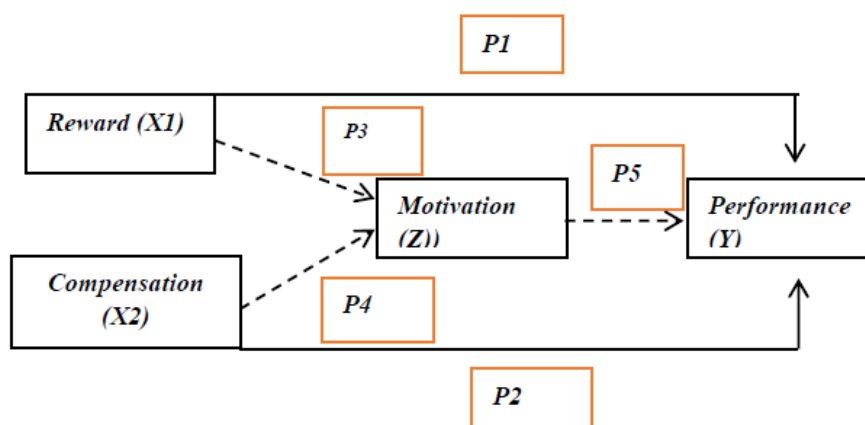 P1
Reward (X1)
P3
P5
Motivation
(Z))
Performance
(Y)
Compensation
(X2)
P4
P2